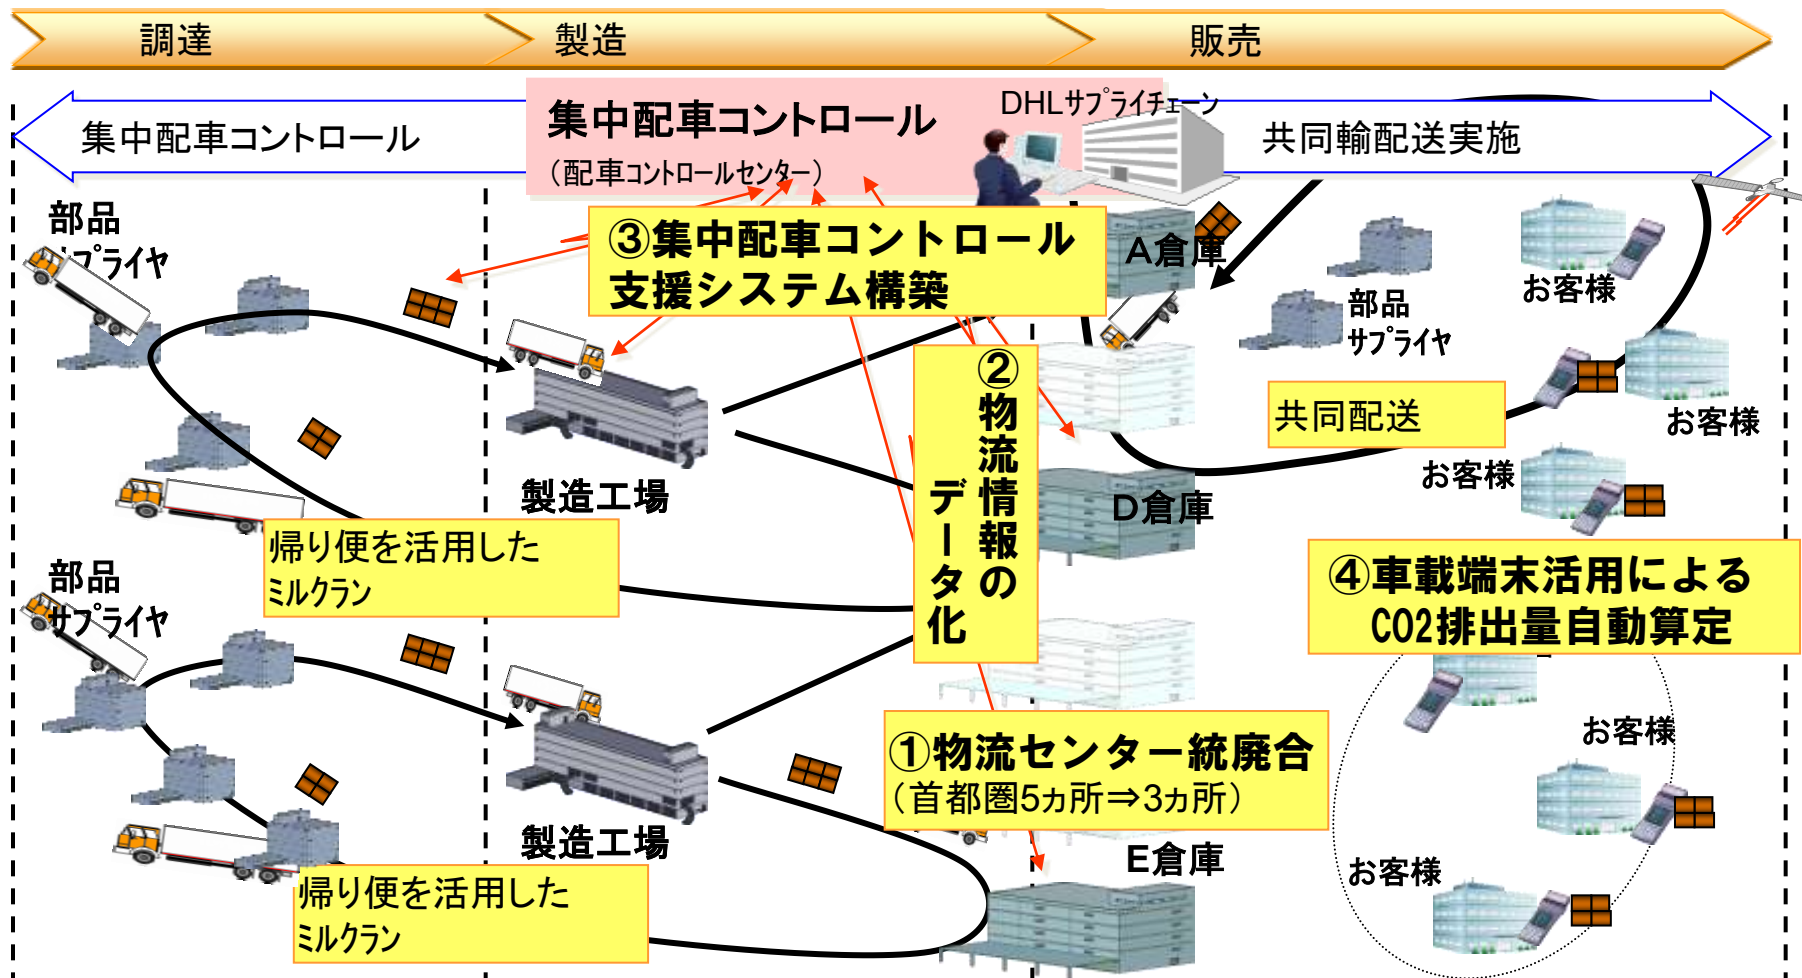 調達
製造
販売
集中配車コントロール
集中配車コントロール
（配車コントロールセンター）
DHLサプライチェーン
共同輸配送実施
部品
サプライヤ
③集中配車コントロール
支援システム構築
A倉庫
部品
サプライヤ
お客様
お客様
お客様
共同配送
②物流情報の
データ化
製造工場
D倉庫
帰り便を活用した
ミルクラン
部品
サプライヤ
④車載端末活用による
CO2排出量自動算定
①物流センター統廃合
（首都圏5ヵ所⇒3ヵ所）
製造工場
E倉庫
お客様
お客様
帰り便を活用した
ミルクラン